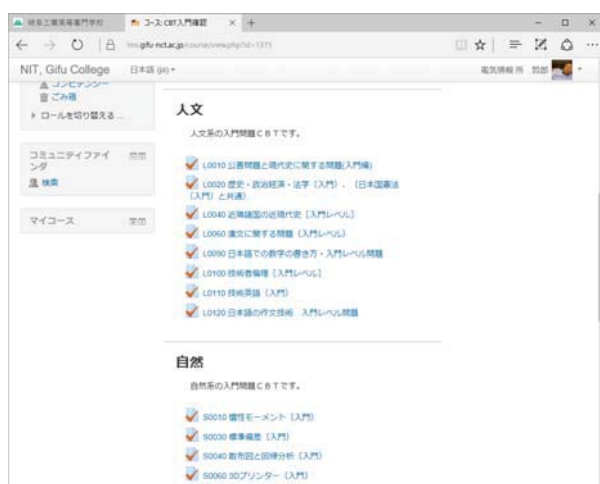 岐阜工業高等専門学校
コース: CBT入門確認
lms.gifu-nct.ac.jp/course/view.php?id=1375
NIT, Gifu College
日本語 (ja)
電気情報 所
コンピテンシー
ごみ箱
ロールを切り替える ...
コミュニティファインダ
検索
マイコース
人文
人文系の入門問題CBTです。
L0010 公害問題と現代史に関する問題(入門編)
L0020 歴史・政治経済・法学（入門）．（日本国憲法
（入門）と共通）
L0040 近隣諸国の近現代史［入門レベル］
L0060 漢文に関する問題（入門レベル）
L0090 日本語での数字の書き方・入門レベル問題
L0100 技術者倫理［入門レベル］
L0110 技術英語（入門）
L0120 日本語の作文技術　入門レベル問題
自然
自然系の入門問題CBTです。
S0010 慣性モーメント（入門）
S0030 標準偏差（入門）
S0040 散布図と回帰分析（入門）
S0060 3Dプリンター（入門）